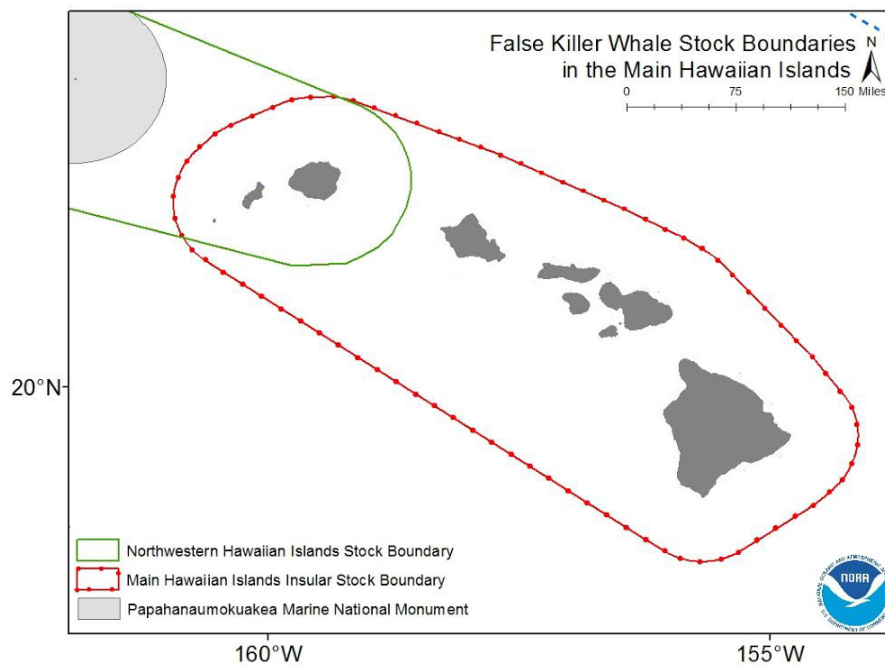 False Killer Whale Stock Boundaries
in the Main Hawaiian Islands
N
0 75 150 Miles
20°N
Northwestern Hawaiian Islands Stock Boundary
Main Hawaiian Islands Insular Stock Boundary
Papahanaumokuakea Marine National Monument
NOAA
160°W 155°W